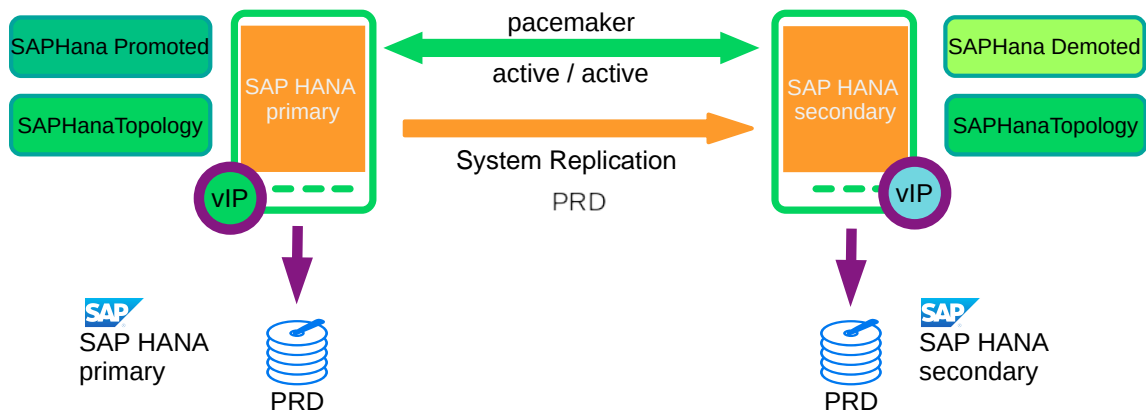 SAPHana Promoted
SAPHanaTopology
SAP HANA
primary
vIP
pacemaker
active / active
System Replication
PRD
SAP HANA
secondary
vIP
SAPHana Demoted
SAPHanaTopology
SAP
SAP HANA
primary
PRD
PRD
SAP
SAP HANA
secondary